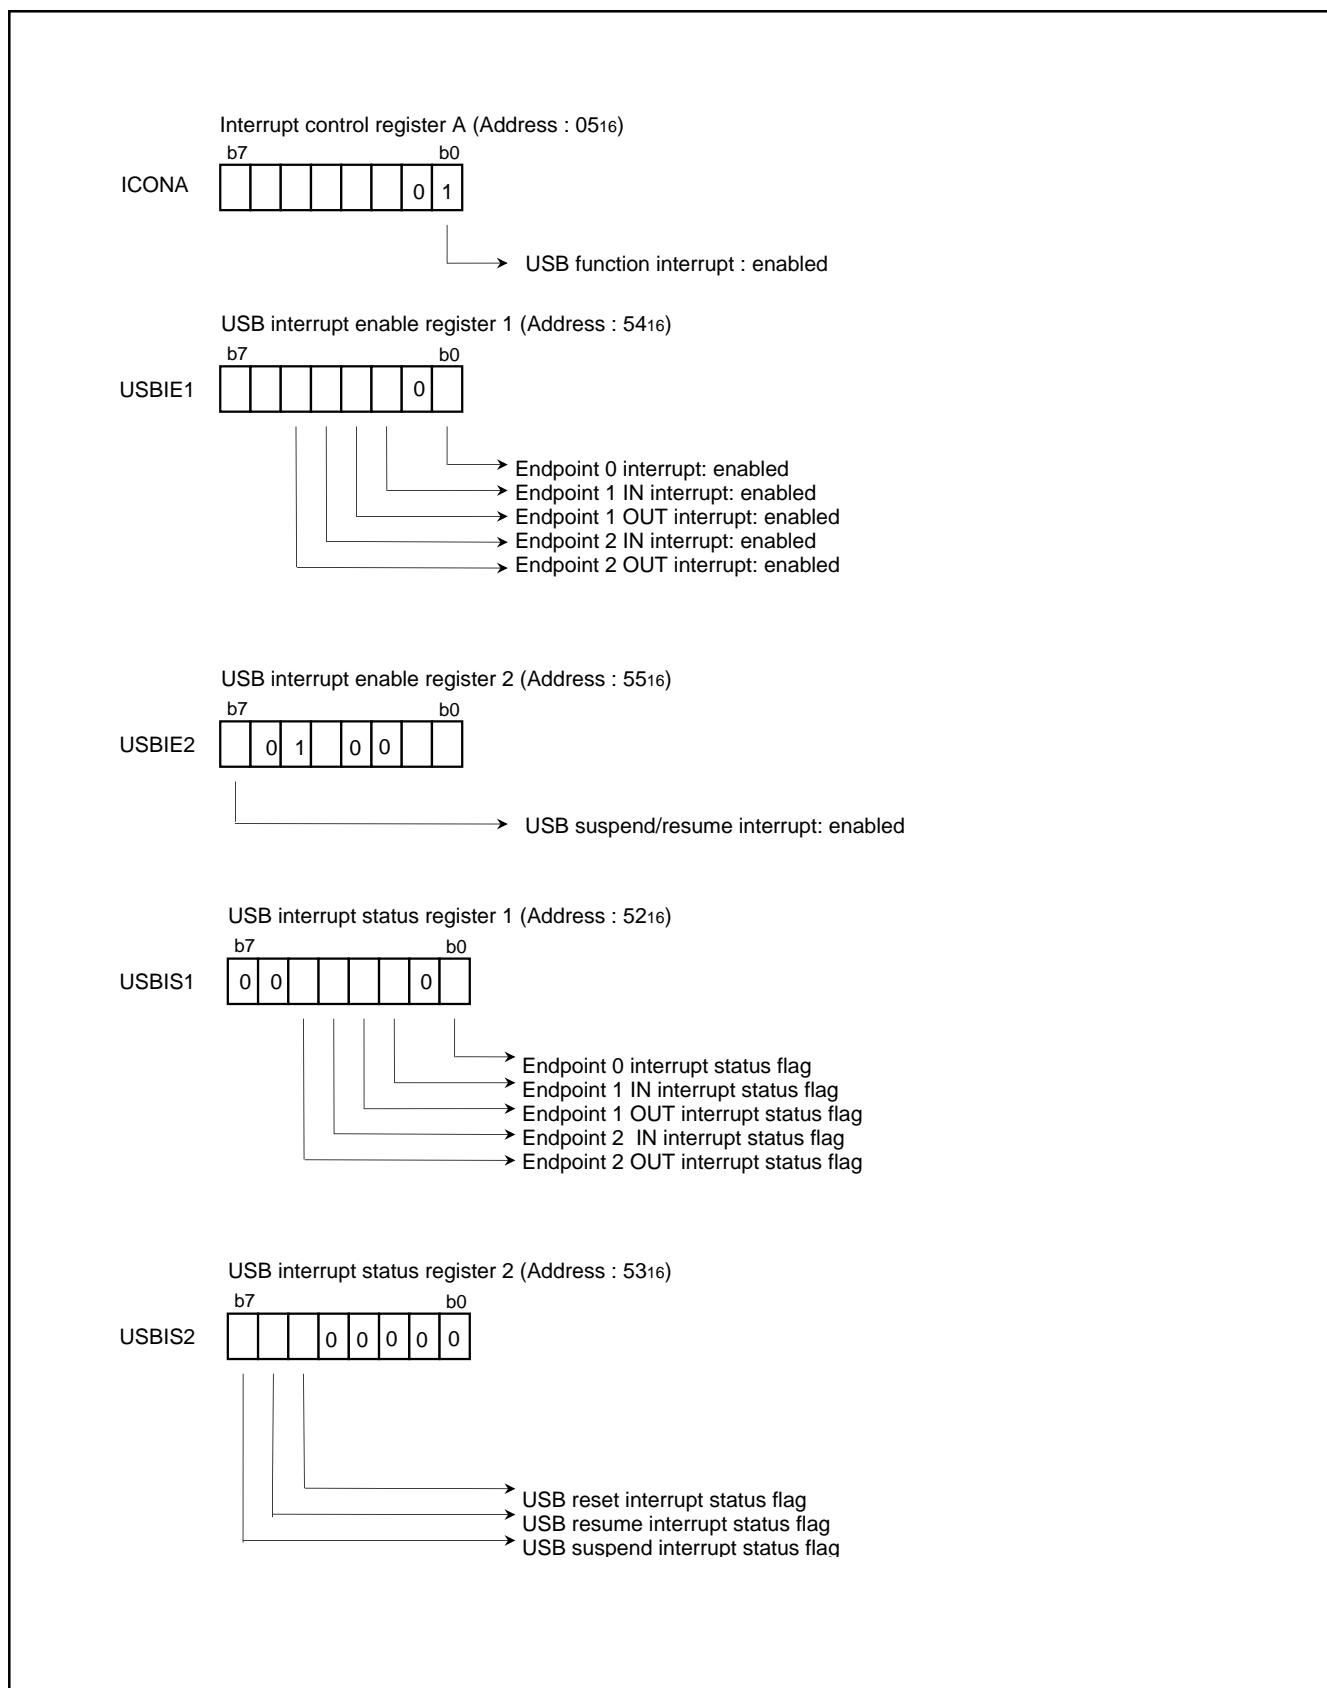 Interrupt control register A (Address : 0516)
b7 b0
ICONA 0 1
USB function interrupt : enabled
USB interrupt enable register 1 (Address : 5416)
b7 b0
USBIE1 0
Endpoint 0 interrupt: enabled
Endpoint 1 IN interrupt: enabled
Endpoint 1 OUT interrupt: enabled
Endpoint 2 IN interrupt: enabled
Endpoint 2 OUT interrupt: enabled
USB interrupt enable register 2 (Address : 5516)
b7 b0
USBIE2 0 1 0 0
USB suspend/resume interrupt: enabled
USB interrupt status register 1 (Address : 5216)
b7 b0
USBIS1 0 0 0
Endpoint 0 interrupt status flag
Endpoint 1 IN interrupt status flag
Endpoint 1 OUT interrupt status flag
Endpoint 2 IN interrupt status flag
Endpoint 2 OUT interrupt status flag
USB interrupt status register 2 (Address : 5316)
b7 b0
USBIS2 0 0 0 0 0
USB reset interrupt status flag
USB resume interrupt status flag
USB suspend interrupt status flag